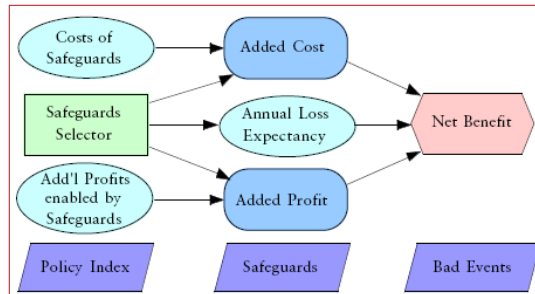 Costs of
Safeguards
Added Cost
Safeguards
Selector
Annual Loss
Expectancy
Net Benefit
Add'l Profits
enabled by
Safeguards
Added Profit
Policy Index
Safeguards
Bad Events